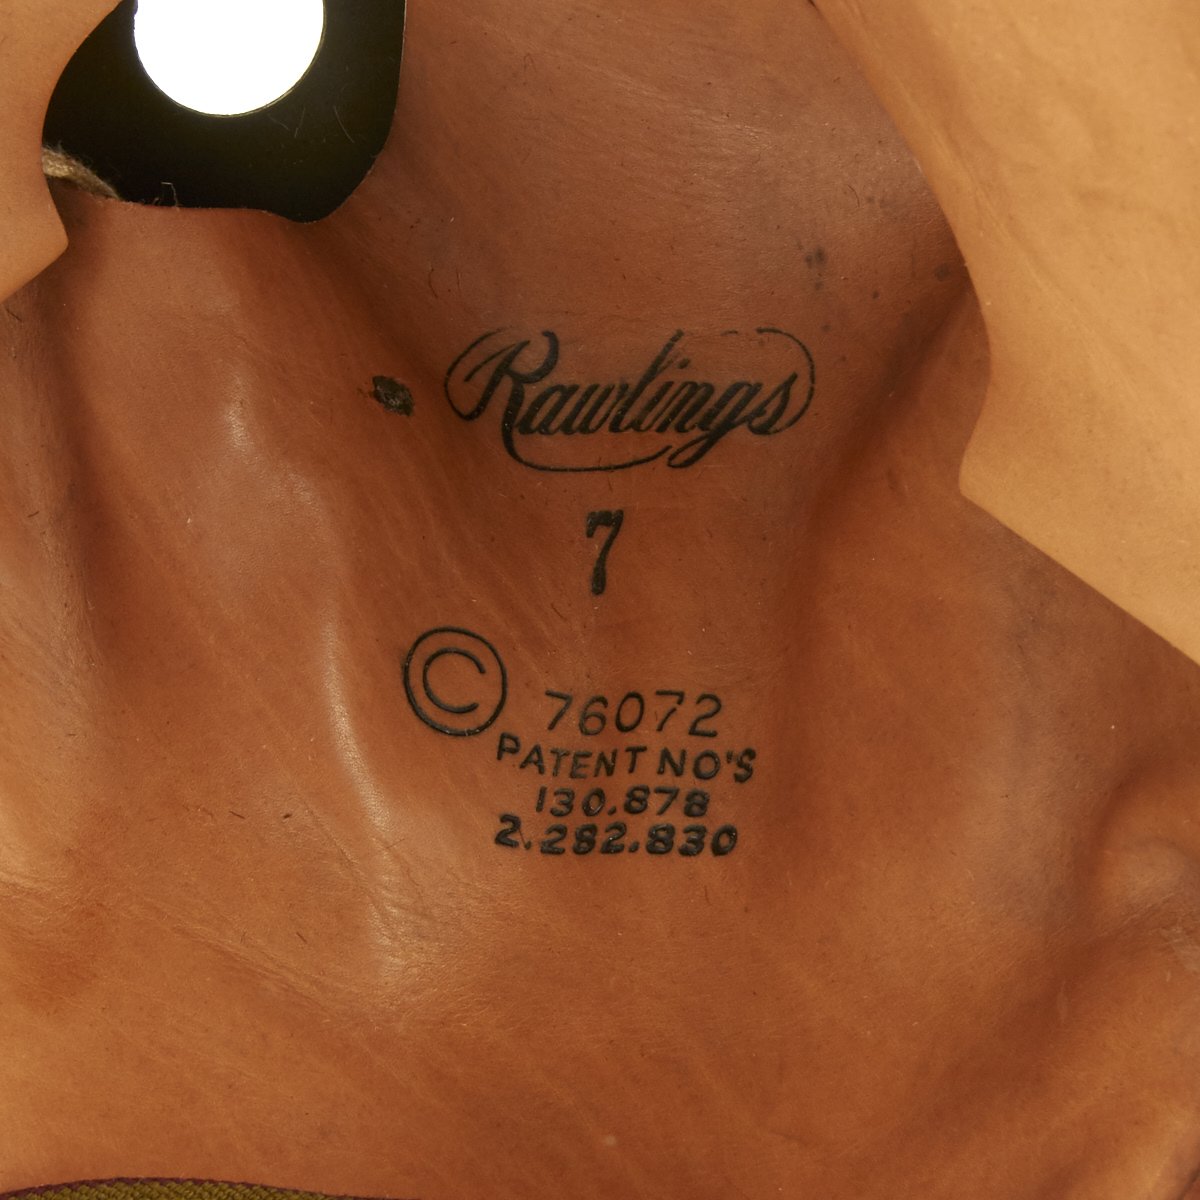 Rawlings
7
© 76072
PATENT NO'S
130.878
2.282.830